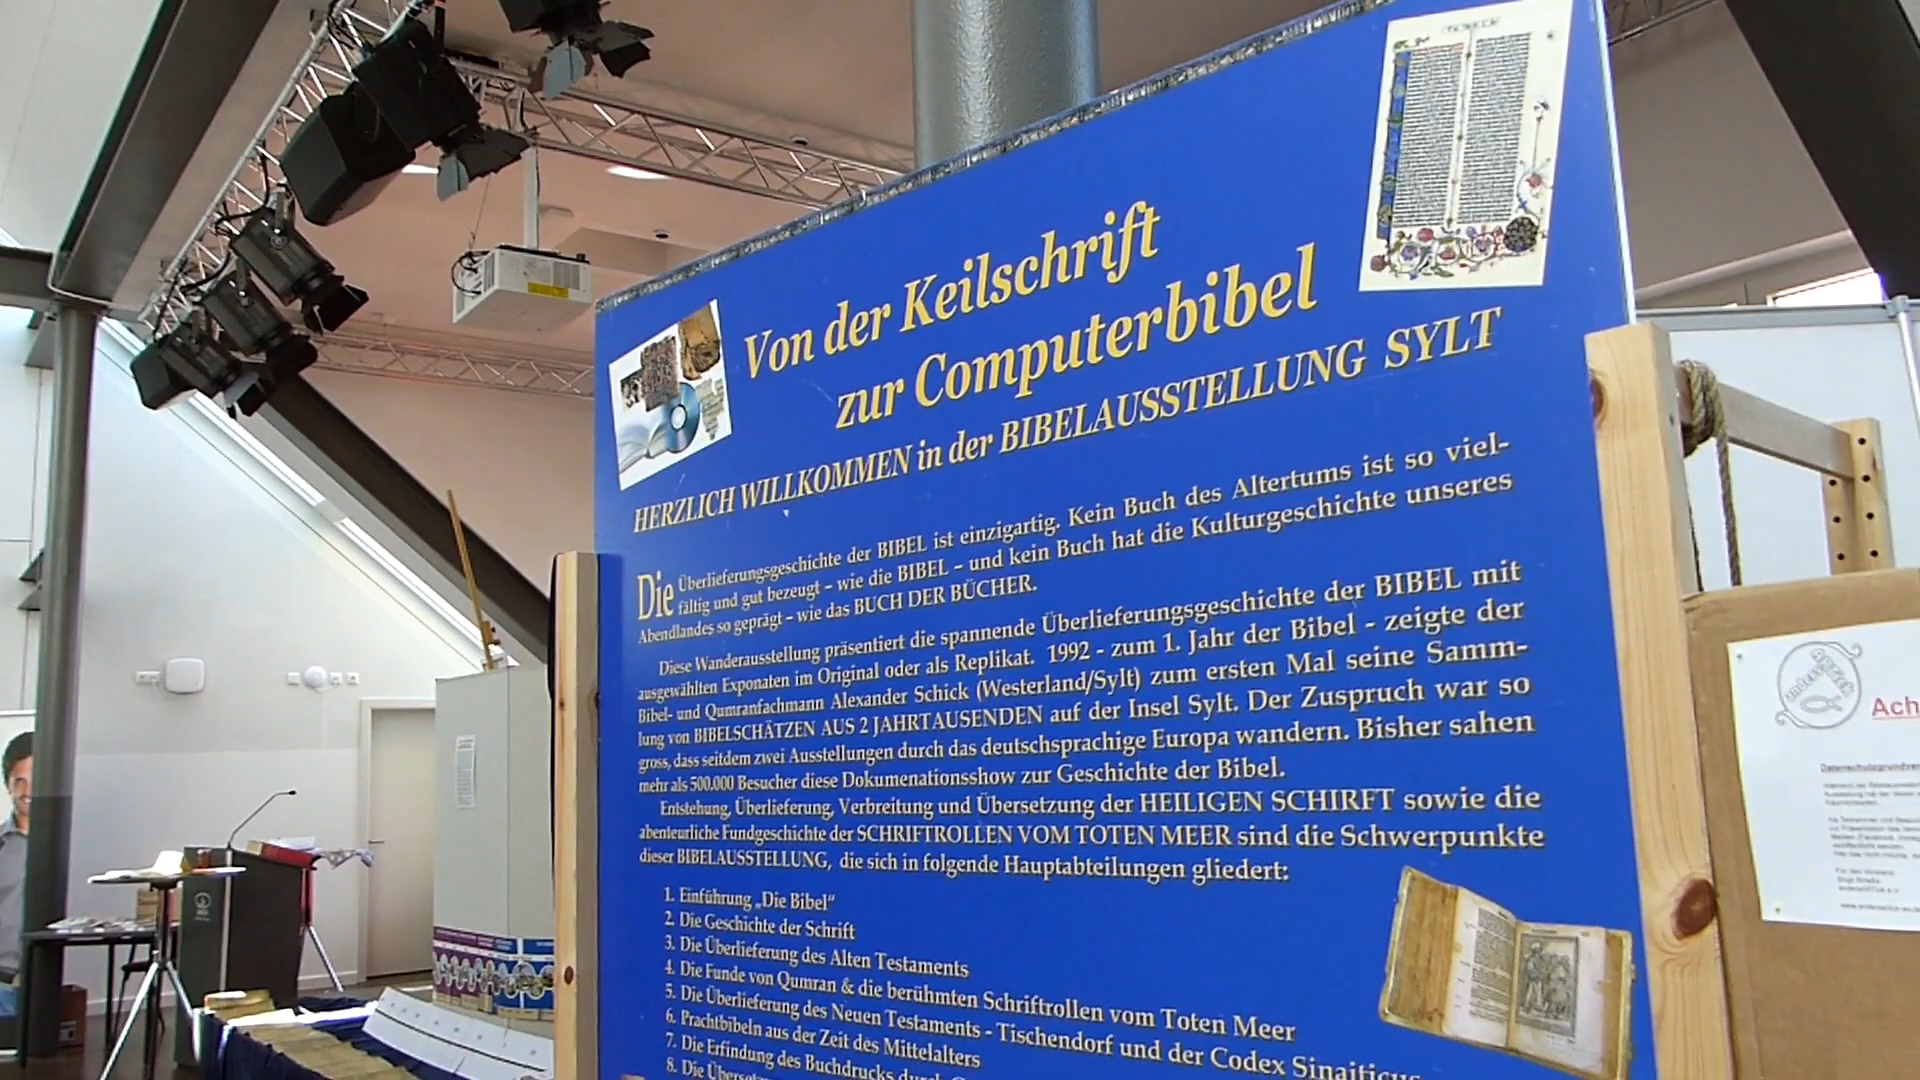 Von der Keilschrift
zur Computerbibel
HERZLICH WILLKOMMEN in der BIBELAUSSTELLUNG SYLT
Die Überlieferungsgeschichte der BIBEL ist einzigartig. Kein Buch des Altertums ist so viel-
fältig und gut bezeugt – wie die BIBEL – und kein Buch hat die Kulturgeschichte unseres
Abendlandes so geprägt – wie das BUCH DER BÜCHER.
Diese Wanderausstellung präsentiert die spannende Überlieferungsgeschichte der BIBEL mit
ausgewählten Exponaten im Original oder als Replikat. 1992 - zum 1. Jahr der Bibel - zeigte der
Bibel- und Qumranfachmann Alexander Schick (Westerland/Sylt) zum ersten Mal seine Samm-
lung von BIBELSCHÄTZEN AUS 2 JAHRTAUSENDEN auf der Insel Sylt. Der Zuspruch war so
gross, dass seitdem zwei Ausstellungen durch das deutschsprachige Europa wandern. Bisher sahen
mehr als 500.000 Besucher diese Dokumenationsshow zur Geschichte der Bibel.
Entstehung, Überlieferung, Verbreitung und Übersetzung der HEILIGEN SCHIRFT sowie die
abenteurliche Fundgeschichte der SCHRIFTROLLEN VOM TOTEN MEER sind die Schwerpunkte
dieser BIBELAUSSTELLUNG, die sich in folgende Hauptabteilungen gliedert:
1. Einführung „Die Bibel“
2. Die Geschichte der Schrift
3. Die Überlieferung des Alten Testaments
4. Die Funde von Qumran & die berühmten Schriftrollen vom Toten Meer
5. Die Überlieferung des Neuen Testaments - Tischendorf und der Codex Sinaiticus
6. Prachtbibeln aus der Zeit des Mittelalters
7. Die Erfindung des Buchdrucks durch
8. Die
Ach